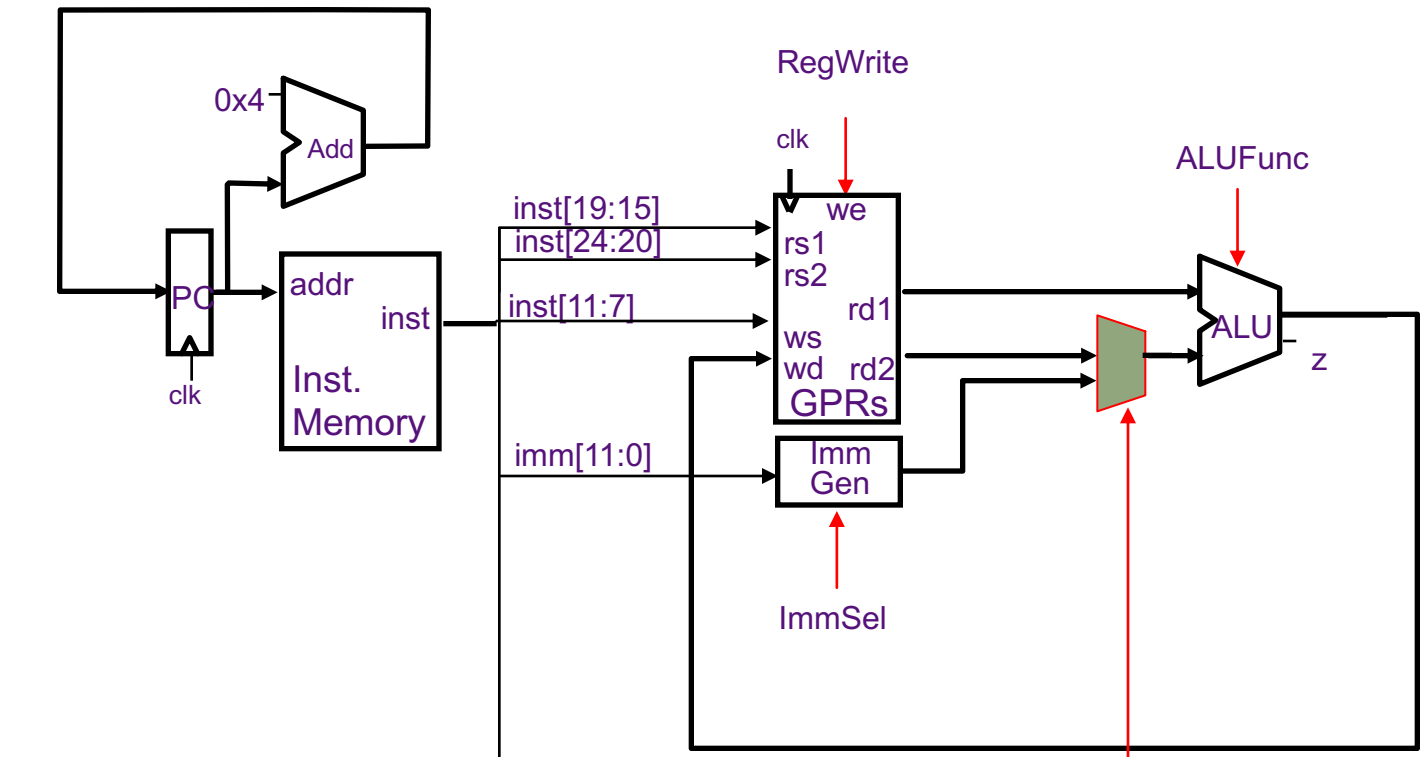 RegWrite
0x4
Add
clk
ALUFunc
inst[19:15]
we
inst[24:20]
rs1
rs2
PC
addr
inst
inst[11:7]
rd1
ws
ALU
wd
rd2
z
clk
Inst.
Memory
GPRs
imm[11:0]
Imm
Gen
ImmSel